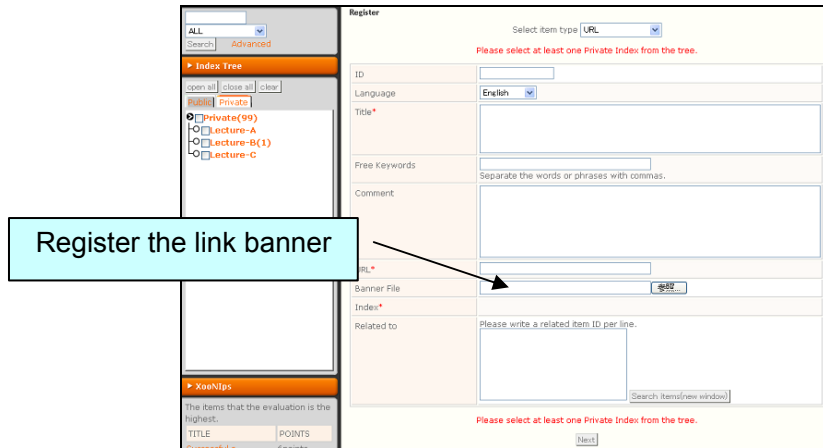 ALL
Search Advanced
Index Tree
open all close all clear
Public Private
Private(99)
Lecture-A
Lecture-B(1)
Lecture-C
XooNIps
The items that the evaluation is the
highest.
TITLE POINTS
Register
Select item type URL
Please select at least one Private Index from the tree.
ID
Language English
Title*
Free Keywords
Separate the words or phrases with commas.
Comment
Register the link banner
URL*
Banner File 参照...
Index*
Related to Please write a related item ID per line.
Search items(new window)
Please select at least one Private Index from the tree.
Next